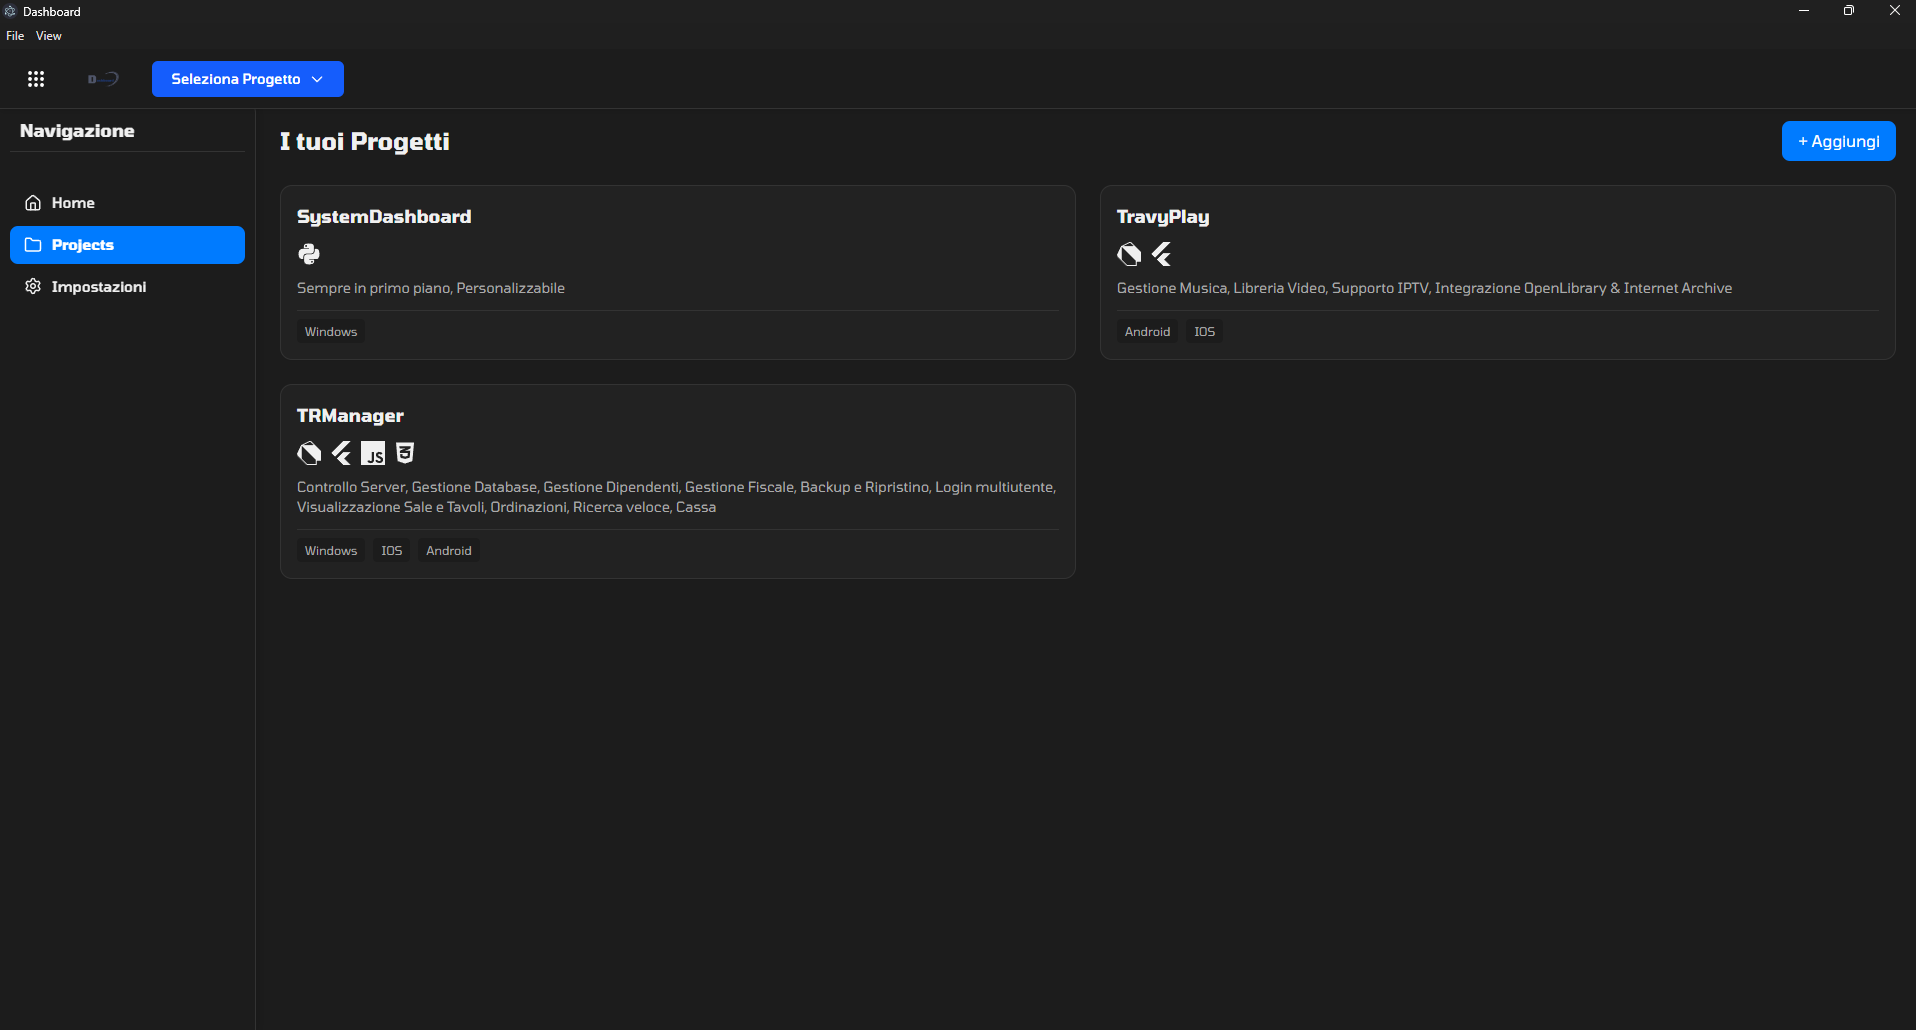 Dashboard
File View
Seleziona Progetto
Navigazione
Home
Projects
Impostazioni
I tuoi Progetti
+ Aggiungi
SystemDashboard
Sempre in primo piano, Personalizzabile
Windows
TravyPlay
Gestione Musica, Libreria Video, Supporto IPTV, Integrazione OpenLibrary & Internet Archive
Android IOS
TRManager
JS
Controllo Server, Gestione Database, Gestione Dipendenti, Gestione Fiscale, Backup e Ripristino, Login multiutente,
Visualizzazione Sale e Tavoli, Ordinazioni, Ricerca veloce, Cassa
Windows IOS Android